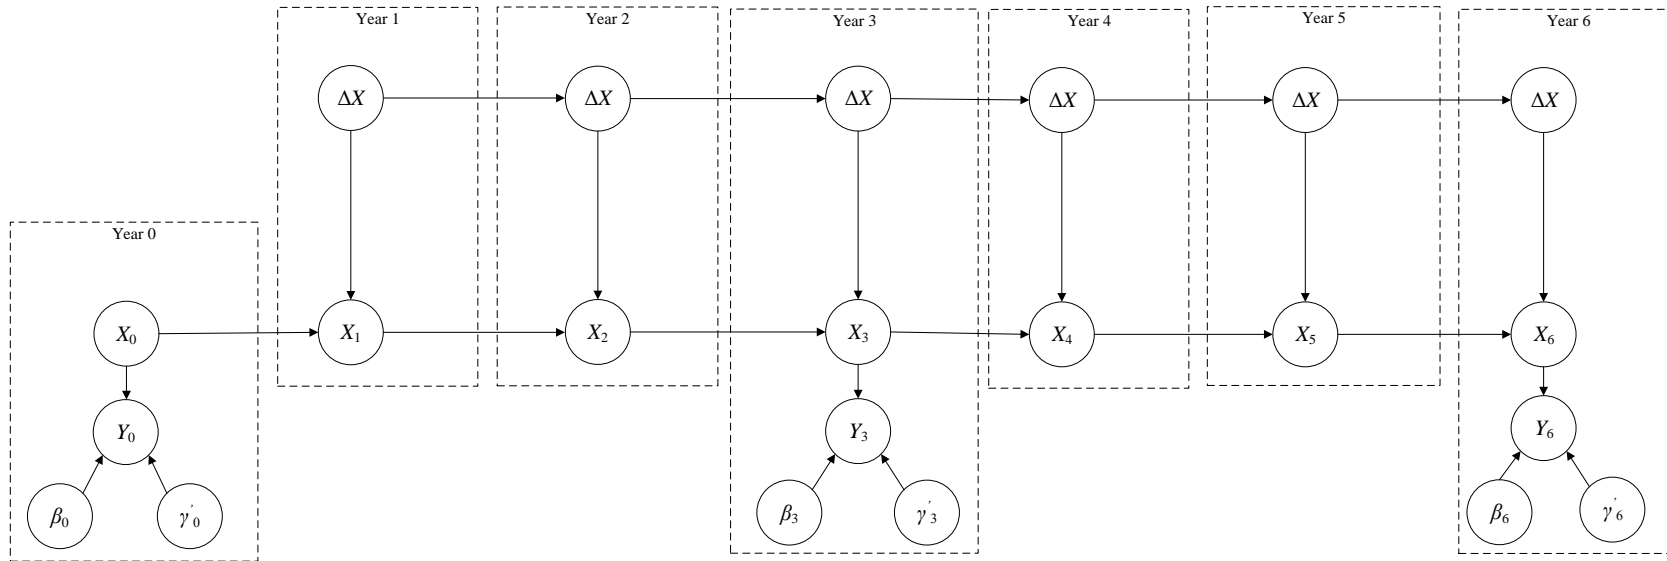 Year 1
Year 2
Year 3
Year 4
Year 5
Year 6
ΔX
ΔX
ΔX
ΔX
ΔX
ΔX
Year 0
X₀
X₁
X₂
X₃
X₄
X₅
X₆
Y₀
Y₃
Y₆
β₀
γ'₀
β₃
γ'₃
β₆
γ'₆